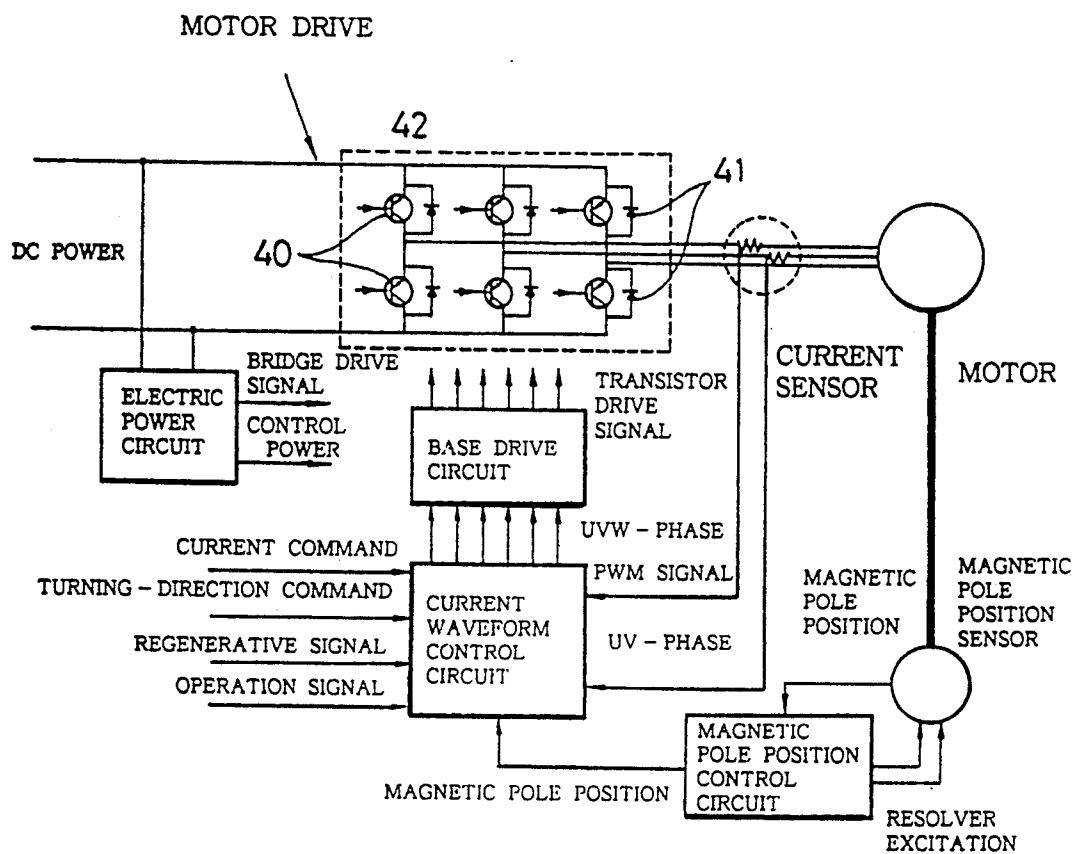 MOTOR DRIVE
42
41
DC POWER
40
BRIDGE DRIVE
SIGNAL
CONTROL
POWER
ELECTRIC
POWER
CIRCUIT
TRANSISTOR
DRIVE
SIGNAL
CURRENT
SENSOR
MOTOR
BASE DRIVE
CIRCUIT
UVW-PHASE
PWM SIGNAL
CURRENT COMMAND
TURNING-DIRECTION COMMAND
REGENERATIVE SIGNAL
OPERATION SIGNAL
CURRENT
WAVEFORM
CONTROL
CIRCUIT
UV-PHASE
MAGNETIC
POLE
POSITION
MAGNETIC
POLE
POSITION
SENSOR
MAGNETIC
POLE POSITION
CONTROL
CIRCUIT
MAGNETIC POLE POSITION
RESOLVER
EXCITATION